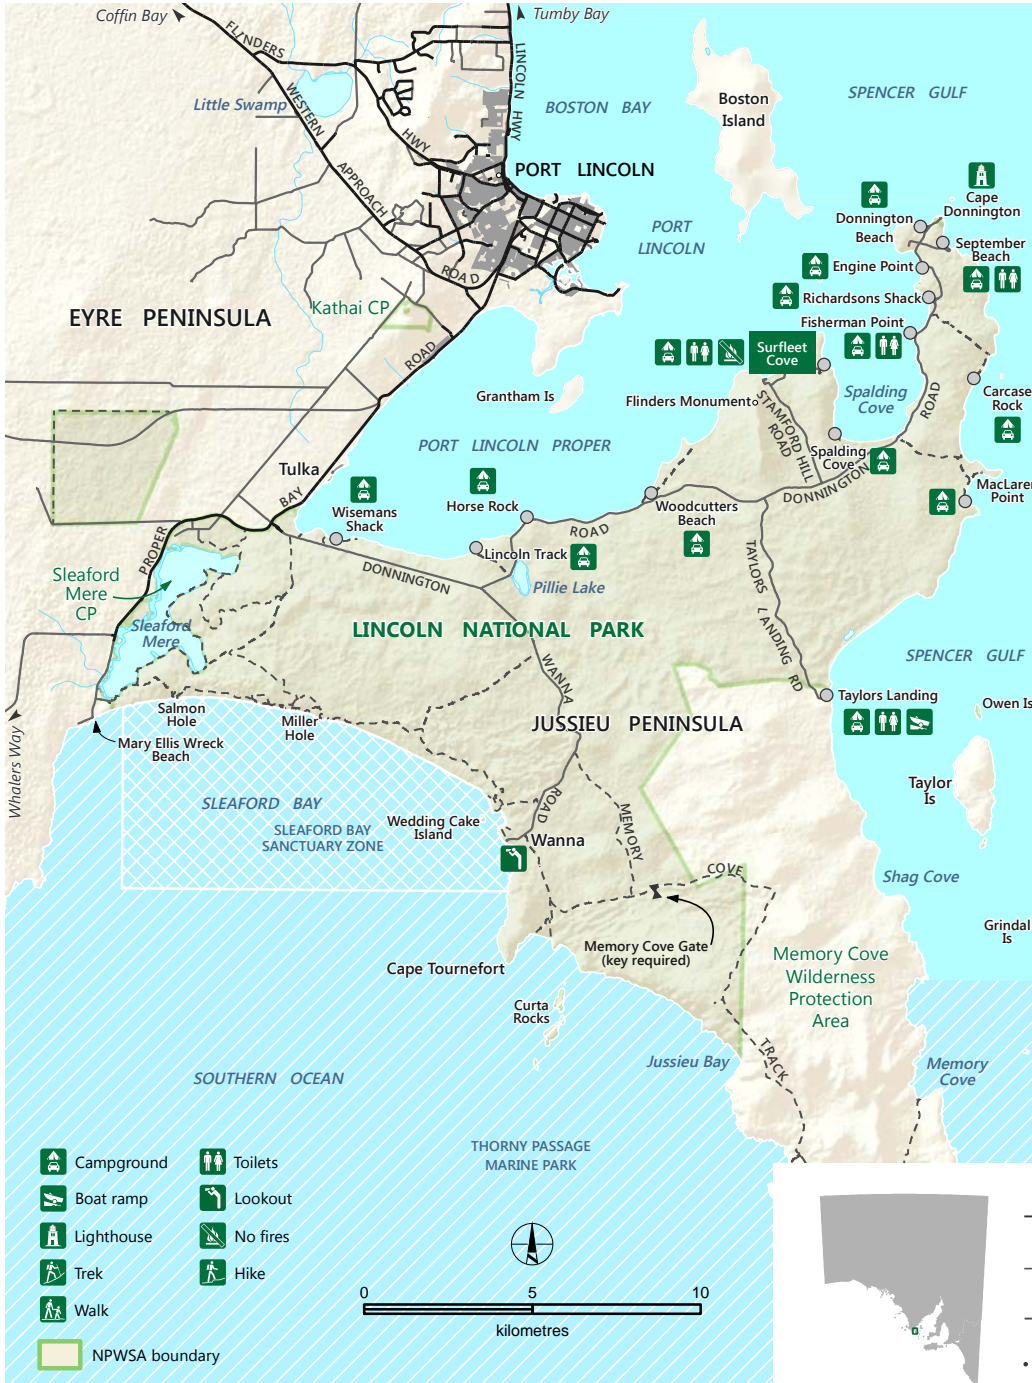 Coffin Bay
Tumby Bay
FLINDERS
HWY
LINCOLN HWY
WESTERN
APPROACH
ROAD
Little Swamp
BOSTON BAY
Boston
Island
SPENCER GULF
PORT LINCOLN
PORT
LINCOLN
Cape
Donnington
Donnington
Beach
September
Beach
Engine Point
Richardsons Shack
Fisherman Point
EYRE PENINSULA
Kathai CP
ROAD
Surfleet
Cove
Spalding
Cove
ROAD
Carcase
Rock
Grantham Is
Flinders Monument
STAMFORD HILL
ROAD
PORT LINCOLN PROPER
Spalding
Cove
Tulka
BAY
Wisemans
Shack
Horse Rock
Woodcutters
Beach
DONNINGTON
MacLaren
Point
PROPER
Lincoln Track
ROAD
DONNINGTON
Pillie Lake
TAYLORS LANDING RD
Sleaford
Mere
CP
Sleaford
Mere
LINCOLN NATIONAL PARK
WANNA
SPENCER GULF
Taylors Landing
Owen Is
Salmon
Hole
Miller
Hole
JUSSIEU PENINSULA
Mary Ellis Wreck
Beach
Whalers Way
Taylor
Is
SLEAFORD BAY
SLEAFORD BAY
SANCTUARY ZONE
Wedding Cake
Island
ROAD
Wanna
MEMORY
COVE
Shag Cove
Grindal
Is
Memory Cove Gate
(key required)
Memory Cove
Wilderness
Protection
Area
Cape Tournefort
Curta
Rocks
Jussieu Bay
TRACK
Memory
Cove
SOUTHERN OCEAN
THORNY PASSAGE
MARINE PARK
Campground
Toilets
Boat ramp
Lookout
Lighthouse
No fires
Trek
Hike
Walk
NPWSA boundary
0 5 10
kilometres